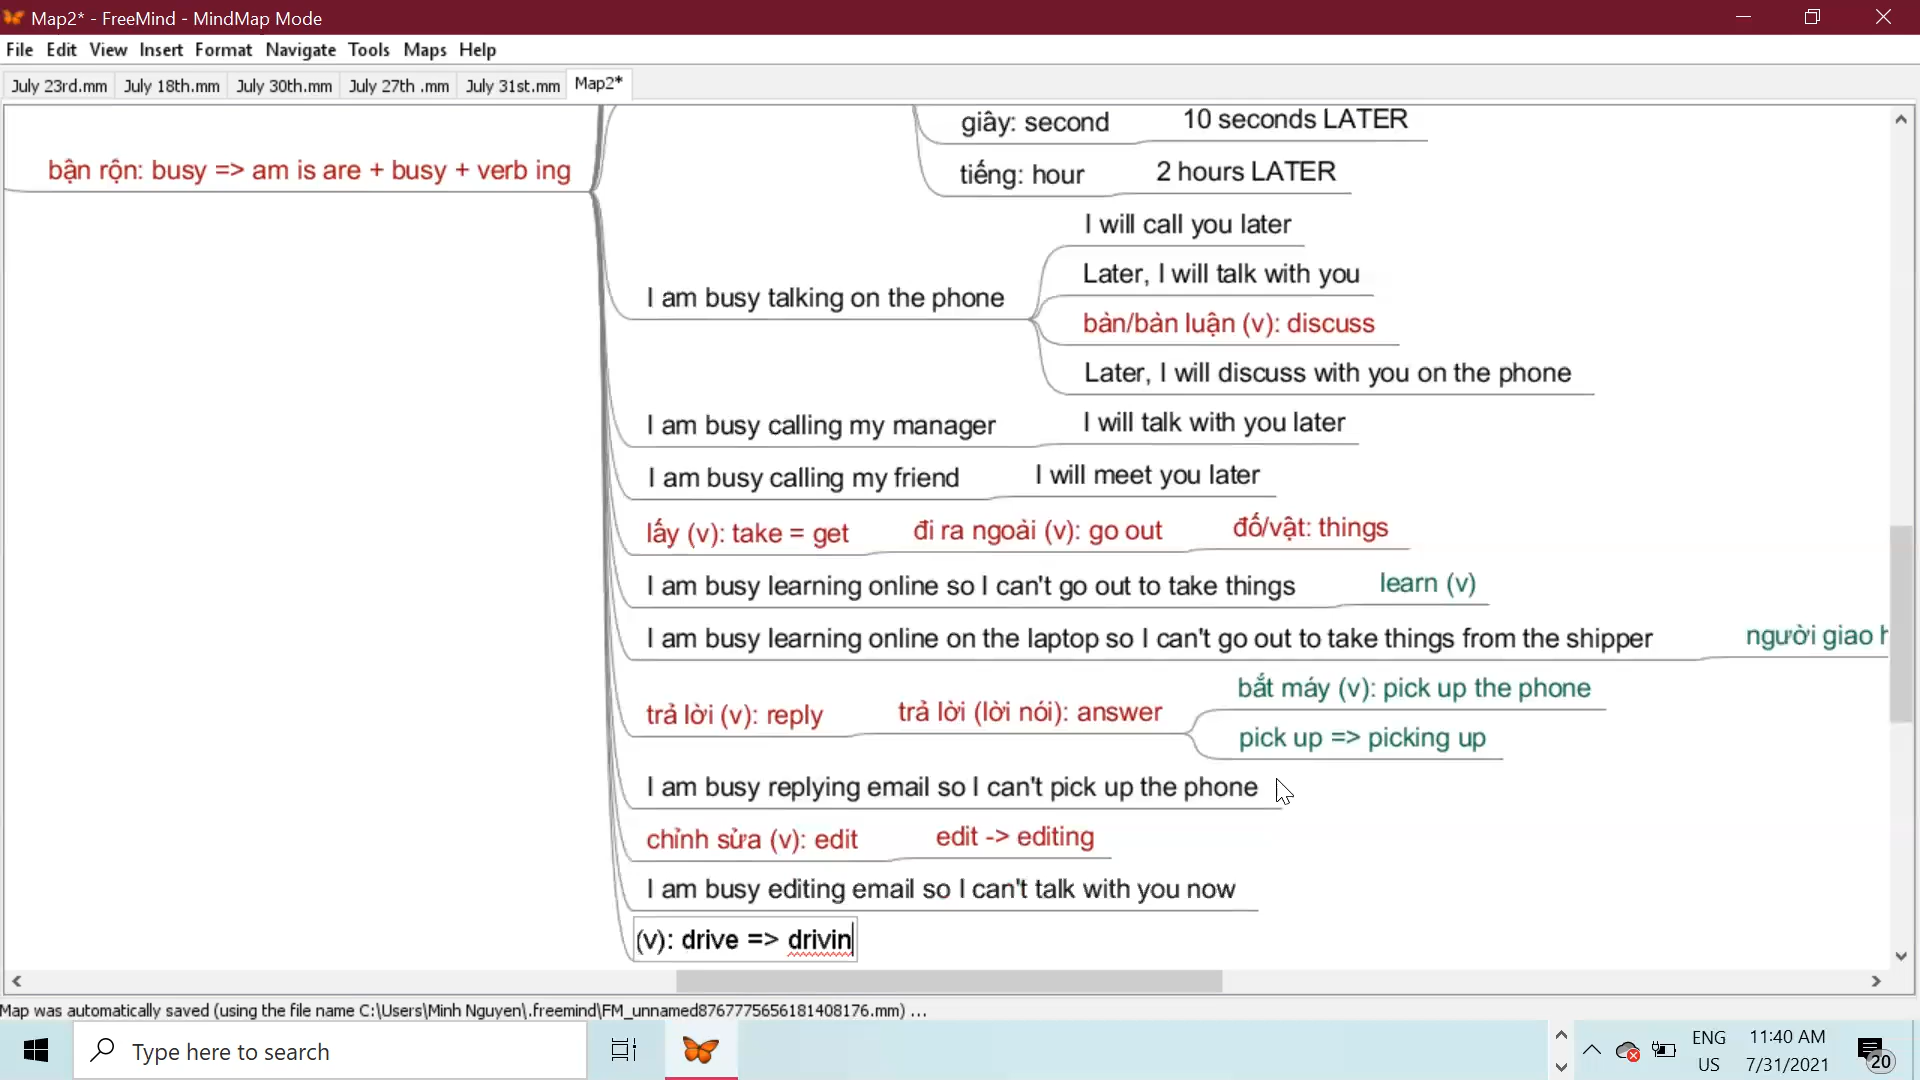 Map2* - FreeMind - MindMap Mode
File Edit View Insert Format Navigate Tools Maps Help
July 23rd.mm July 18th.mm July 30th.mm July 27th .mm July 31st.mm Map2*
giây: second 10 seconds LATER
bận rộn: busy => am is are + busy + verb ing
tiếng: hour 2 hours LATER
I will call you later
Later, I will talk with you
I am busy talking on the phone
bàn/bàn luận (v): discuss
Later, I will discuss with you on the phone
I am busy calling my manager I will talk with you later
I am busy calling my friend I will meet you later
lấy (v): take = get đi ra ngoài (v): go out đố/vật: things
I am busy learning online so I can't go out to take things learn (v)
I am busy learning online on the laptop so I can't go out to take things from the shipper người giao h
bắt máy (v): pick up the phone
trả lời (v): reply trả lời (lời nói): answer
pick up => picking up
I am busy replying email so I can't pick up the phone
chỉnh sửa (v): edit edit -> editing
I am busy editing email so I can't talk with you now
(v): drive => drivin
Map was automatically saved (using the file name C:\Users\Minh Nguyen\.freemind\FM_unnamed8767775656181408176.mm) ...
Type here to search
ENG
US
11:40 AM
7/31/2021
20